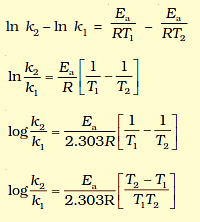 ln k₂ – ln k₁ = Eₐ/RT₁ – Eₐ/RT₂
ln k₂/k₁ = Eₐ/R [1/T₁ – 1/T₂]
log k₂/k₁ = Eₐ/2.303R [1/T₁ – 1/T₂]
log k₂/k₁ = Eₐ/2.303R [T₂ – T₁/T₁T₂]